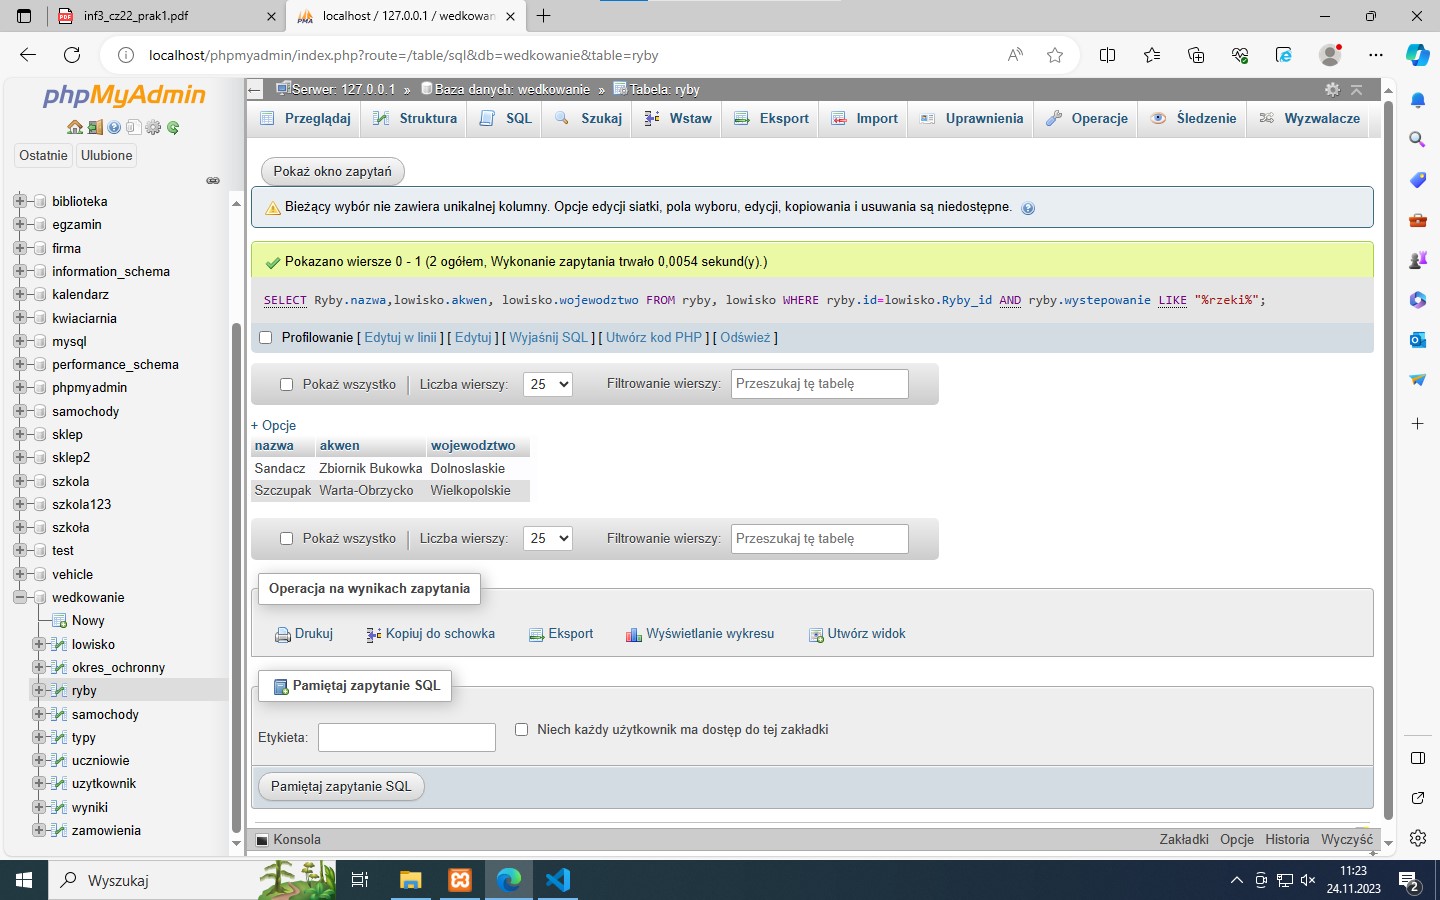 inf3_cz22_prak1.pdf
localhost / 127.0.0.1 / wedkowan
localhost/phpmyadmin/index.php?route=/table/sql&db=wedkowanie&table=ryby
phpMyAdmin
Ostatnie
Ulubione
biblioteka
egzamin
firma
information_schema
kalendarz
kwiaciarnia
mysql
performance_schema
phpmyadmin
samochody
sklep
sklep2
szkola
szkola123
szkoła
test
vehicle
wedkowanie
Nowy
lowisko
okres_ochronny
ryby
samochody
typy
uczniowie
uzytkownik
wyniki
zamowienia
Serwer: 127.0.0.1 » Baza danych: wedkowanie » Tabela: ryby
Przeglądaj Struktura SQL Szukaj Wstaw Eksport Import Uprawnienia Operacje Śledzenie Wyzwalacze
Pokaż okno zapytań
Bieżący wybór nie zawiera unikalnej kolumny. Opcje edycji siatki, pola wyboru, edycji, kopiowania i usuwania są niedostępne.
Pokazano wiersze 0 - 1 (2 ogółem, Wykonanie zapytania trwało 0,0054 sekund(y).)
SELECT Ryby.nazwa,lowisko.akwen, lowisko.wojewodztwo FROM ryby, lowisko WHERE ryby.id=lowisko.Ryby_id AND ryby.wystepowanie LIKE "%rzeki%";
Profilowanie [ Edytuj w linii ] [ Edytuj ] [ Wyjaśnij SQL ] [ Utwórz kod PHP ] [ Odśwież ]
Pokaż wszystko Liczba wierszy: 25 Filtrowanie wierszy: Przeszukaj tę tabelę
+ Opcje
nazwa akwen wojewodztwo
Sandacz Zbiornik Bukowka Dolnoslaskie
Szczupak Warta-Obrzycko Wielkopolskie
Pokaż wszystko Liczba wierszy: 25 Filtrowanie wierszy: Przeszukaj tę tabelę
Operacja na wynikach zapytania
Drukuj Kopiuj do schowka Eksport Wyświetlanie wykresu Utwórz widok
Pamiętaj zapytanie SQL
Etykieta: Niech każdy użytkownik ma dostęp do tej zakładki
Pamiętaj zapytanie SQL
Konsola Zakładki Opcje Historia Wyczyść
Wyszukaj
11:23
24.11.2023
2